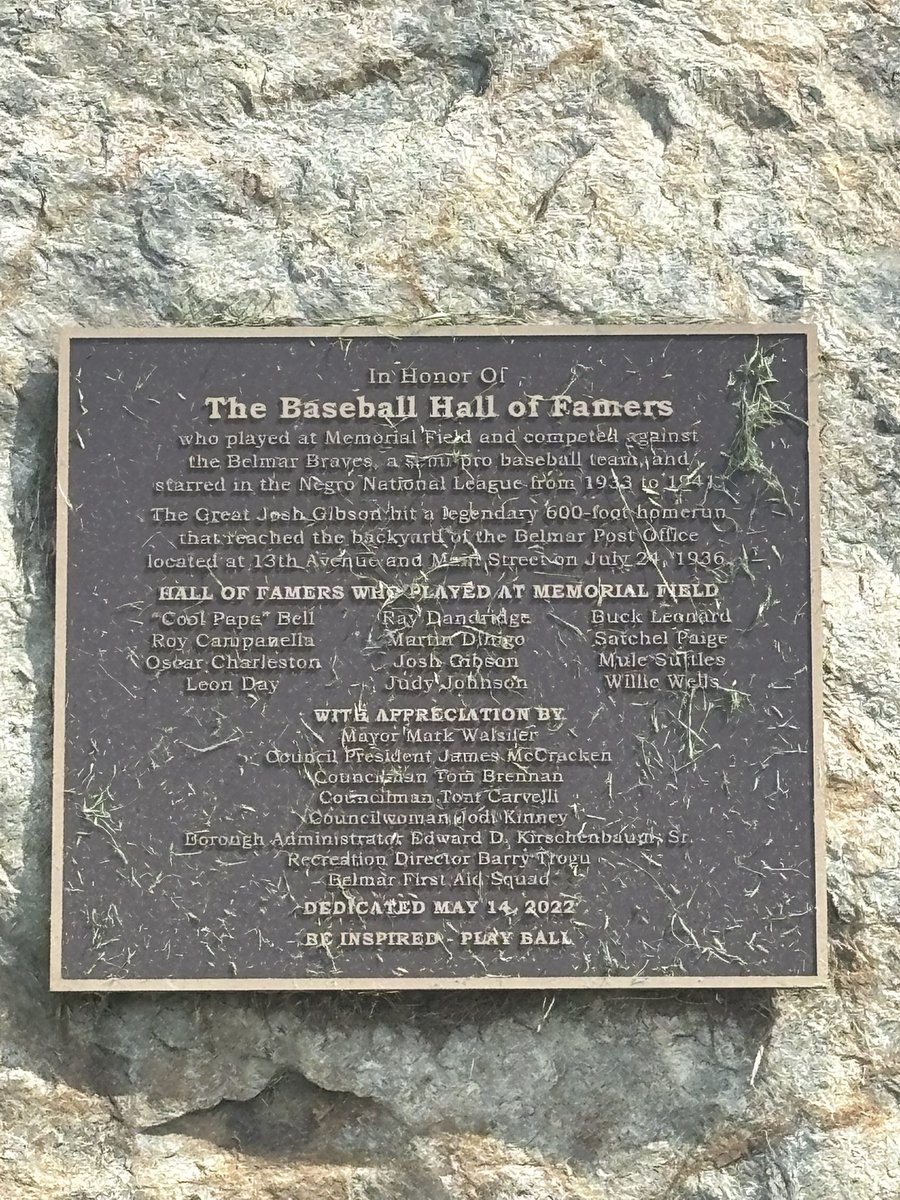 In Honor Of
The Baseball Hall of Famers
who played at Memorial Field and competed against
the Belmar Braves, a semi pro baseball team, and
starred in the Negro National League from 1933 to 1941.
The Great Josh Gibson hit a legendary 600-foot homerun
that reached the backyard of the Belmar Post Office
located at 13th Avenue and Main Street on July 24, 1936
HALL OF FAMERS WHO PLAYED AT MEMORIAL FIELD
"Cool Papa" Bell Ray Dandridge Buck Leonard
Roy Campanella Martin Dihigo Satchel Paige
Oscar Charleston Josh Gibson Mule Suttles
Leon Day Judy Johnson Willie Wells
WITH APPRECIATION BY
Mayor Mark Walsifer
Council President James McCracken
Councilman Tom Brennan
Councilman Tom Carvelli
Councilwoman Jodi Kinney
Borough Administrator Edward D. Kirschenbaum, Sr.
Recreation Director Barry Trogu
Belmar First Aid Squad
DEDICATED MAY 14, 2022
BE INSPIRED - PLAY BALL